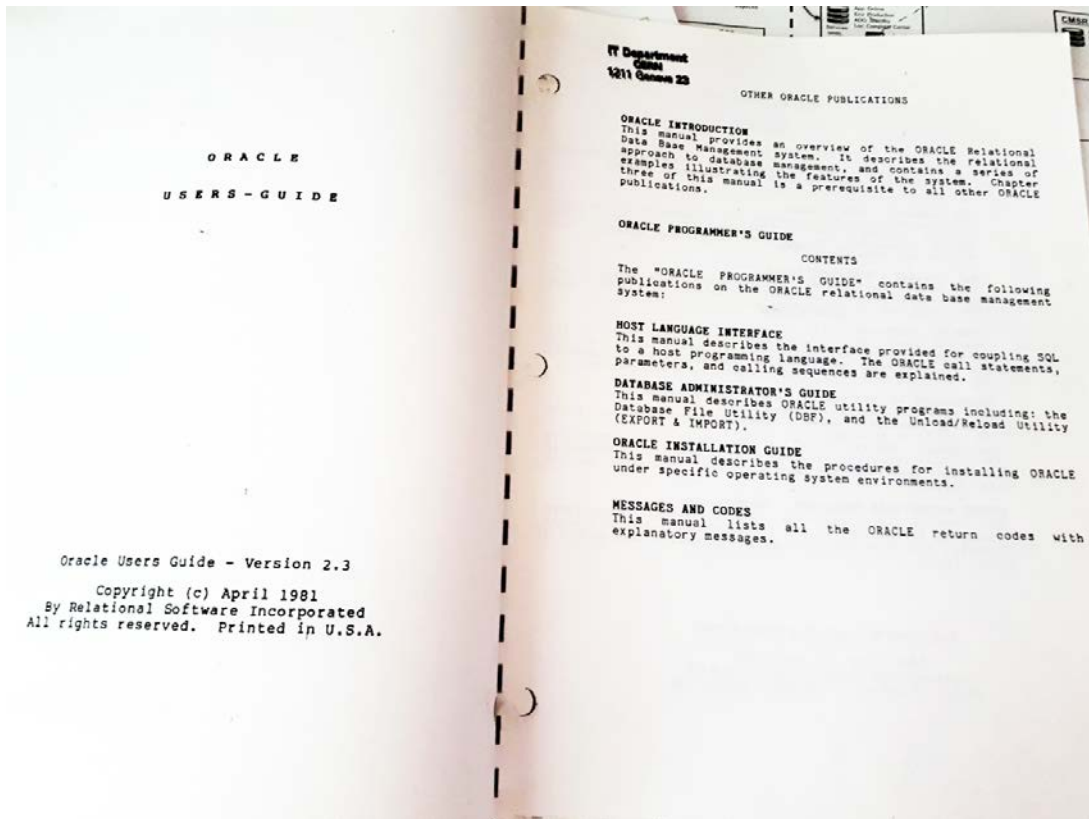 ORACLE
USERS-GUIDE
Oracle Users Guide - Version 2.3
Copyright (c) April 1981
By Relational Software Incorporated
All rights reserved. Printed in U.S.A.
IT Department
CERN
1211 Geneva 23
OTHER ORACLE PUBLICATIONS
ORACLE INTRODUCTION
This manual provides an overview of the ORACLE Relational
Data Base Management system. It describes the relational
approach to database management, and contains a series of
examples illustrating the features of the system. Chapter
three of this manual is a prerequisite to all other ORACLE
publications.
ORACLE PROGRAMMER'S GUIDE
CONTENTS
The "ORACLE PROGRAMMER'S GUIDE" contains the following
publications on the ORACLE relational data base management
system:
HOST LANGUAGE INTERFACE
This manual describes the interface provided for coupling SQL
to a host programming language. The ORACLE call statements,
parameters, and calling sequences are explained.
DATABASE ADMINISTRATOR'S GUIDE
This manual describes ORACLE utility programs including: the
Database File Utility (DBF), and the Unload/Reload Utility
(EXPORT & IMPORT).
ORACLE INSTALLATION GUIDE
This manual describes the procedures for installing ORACLE
under specific operating system environments.
MESSAGES AND CODES
This manual lists all the ORACLE return codes with
explanatory messages.
CMSR